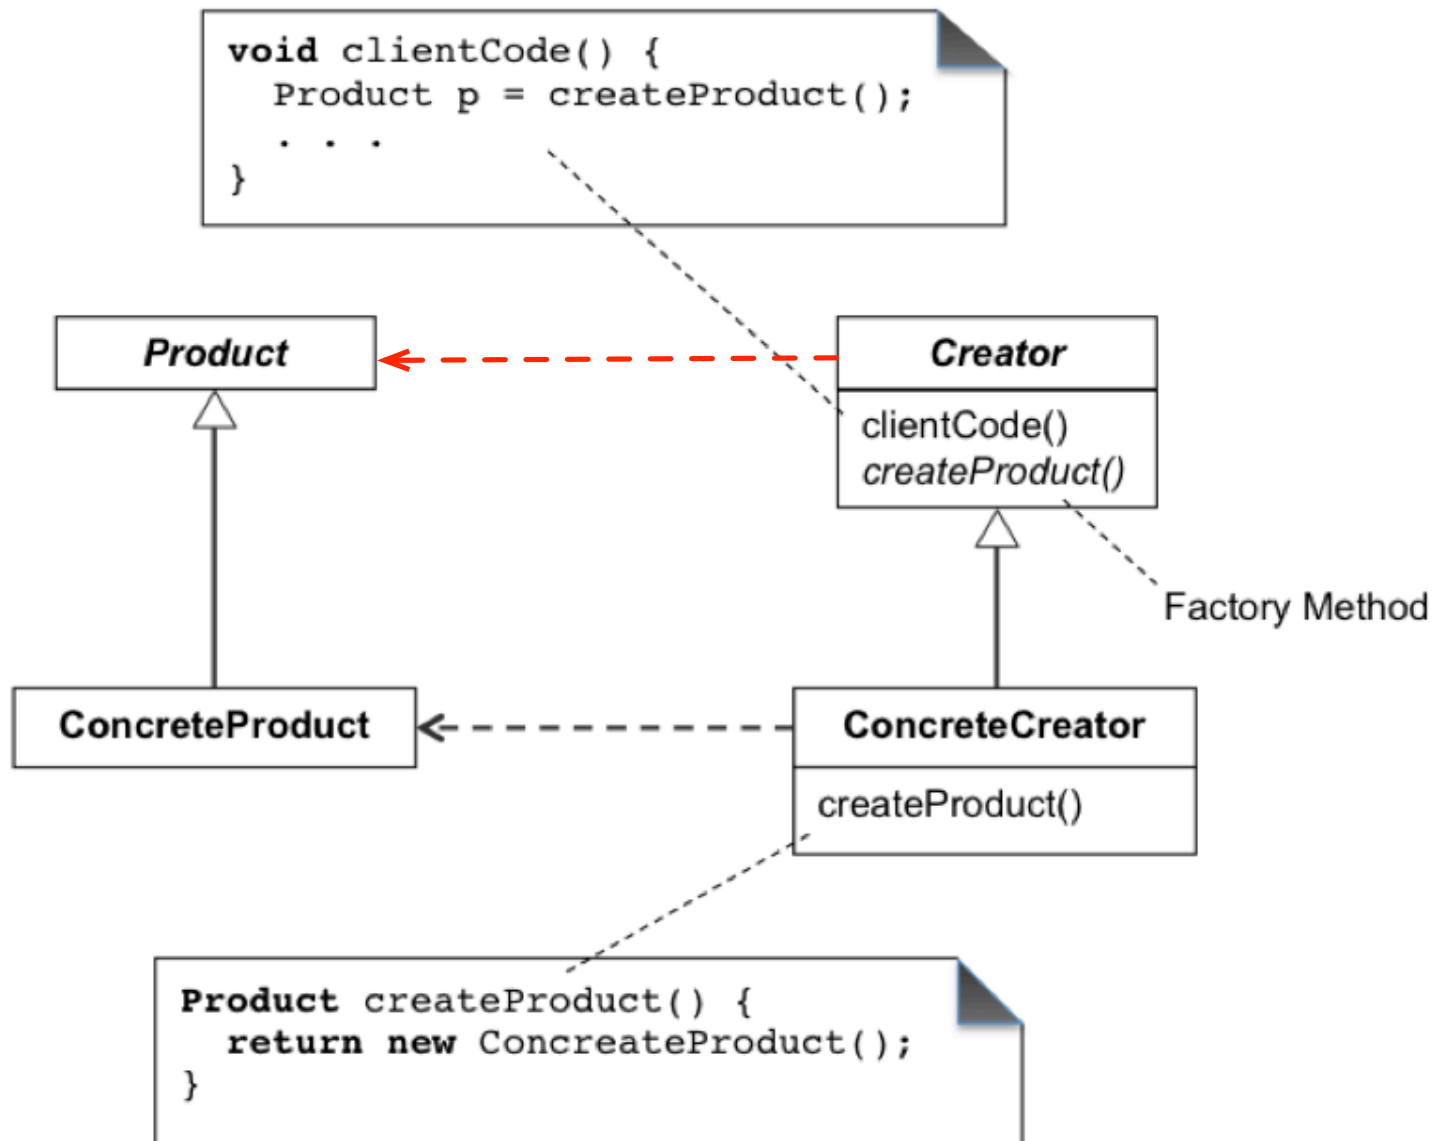 void clientCode() {
Product p = createProduct();
. . .
}
Product
Creator
clientCode()
createProduct()
Factory Method
ConcreteProduct
ConcreteCreator
createProduct()
Product createProduct() {
return new ConcreateProduct();
}